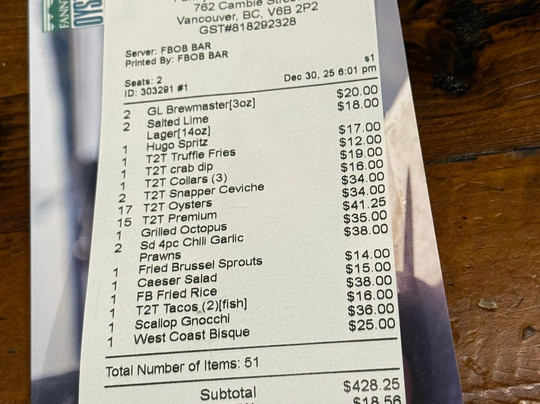 FANN
OYS
762 Cambie Stree
Vancouver, BC, V6B 2P2
GST#818292328
Server: FBOB BAR
Printed By: FBOB BAR
s1
Seats: 2 Dec 30, 25 6:01 pm
ID: 303291 #1
2 GL Brewmaster[3oz] $20.00
2 Salted Lime $18.00
Lager[14oz]
1 Hugo Spritz $17.00
1 T2T Truffle Fries $12.00
1 T2T crab dip $19.00
1 T2T Collars (3) $16.00
2 T2T Snapper Ceviche $34.00
17 T2T Oysters $34.00
15 T2T Premium $41.25
1 Grilled Octopus $35.00
2 Sd 4pc Chili Garlic $38.00
Prawns
1 Fried Brussel Sprouts $14.00
1 Caeser Salad $15.00
1 FB Fried Rice $38.00
1 T2T Tacos (2)[fish] $16.00
1 Scallop Gnocchi $36.00
1 West Coast Bisque $25.00
Total Number of Items: 51
Subtotal $428.25
$18.56